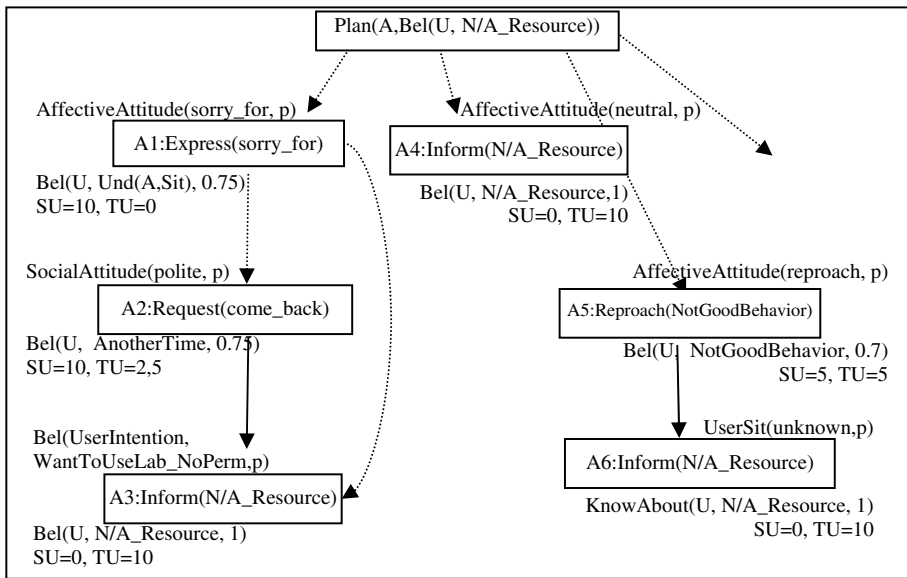 Plan(A,Bel(U, N/A_Resource))
AffectiveAttitude(sorry_for, p)
A1:Express(sorry_for)
Bel(U, Und(A,Sit), 0.75)
SU=10, TU=0
SocialAttitude(polite, p)
A2:Request(come_back)
Bel(U, AnotherTime, 0.75)
SU=10, TU=2,5
Bel(UserIntention,
WantToUseLab_NoPerm,p)
A3:Inform(N/A_Resource)
Bel(U, N/A_Resource, 1)
SU=0, TU=10
AffectiveAttitude(neutral, p)
A4:Inform(N/A_Resource)
Bel(U, N/A_Resource,1)
SU=0, TU=10
AffectiveAttitude(reproach, p)
A5:Reproach(NotGoodBehavior)
Bel(U, NotGoodBehavior, 0.7)
SU=5, TU=5
UserSit(unknown,p)
A6:Inform(N/A_Resource)
KnowAbout(U, N/A_Resource, 1)
SU=0, TU=10